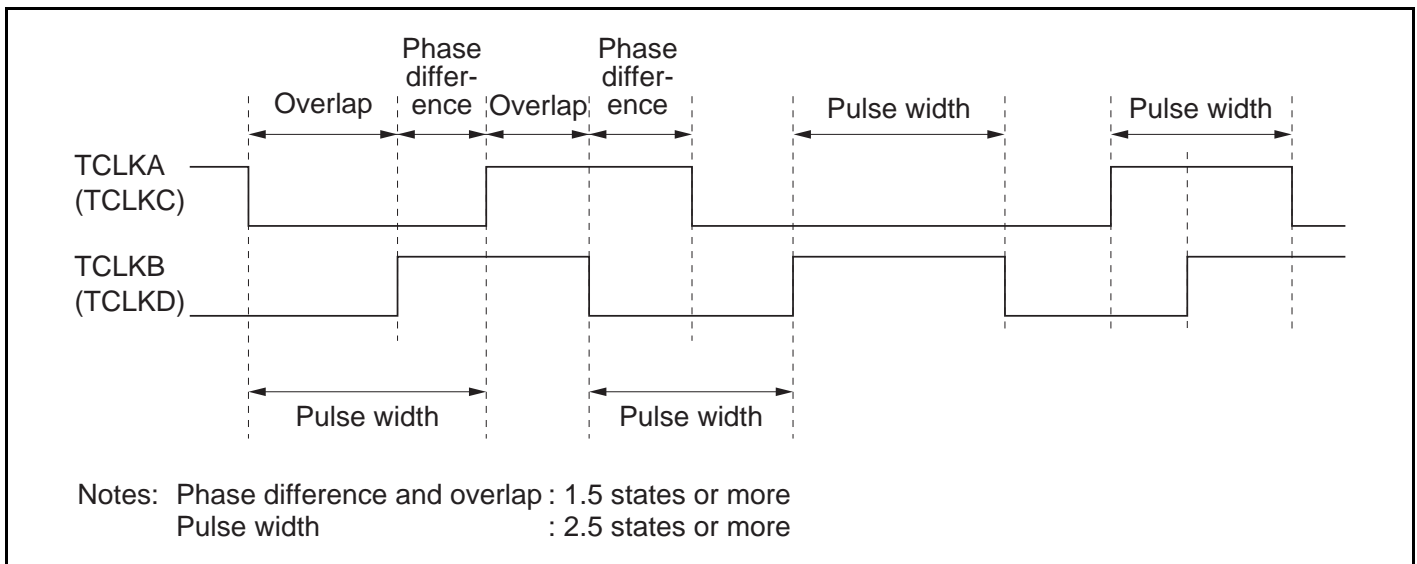 Phase
differ-
ence
Phase
differ-
ence
Overlap
Overlap
Pulse width
Pulse width
TCLKA
(TCLKC)
TCLKB
(TCLKD)
Pulse width
Pulse width
Notes: Phase difference and overlap : 1.5 states or more
Pulse width : 2.5 states or more